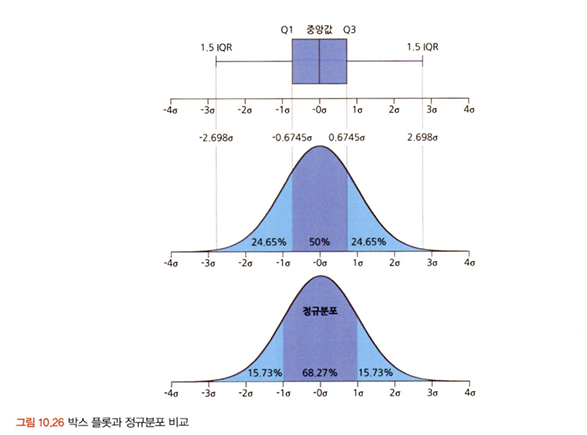 Q1 중앙값 Q3
1.5 IQR 1.5 IQR
-4σ -3σ -2σ -1σ -0σ 1σ 2σ 3σ 4σ
-2.698σ -0.6745σ 0.6745σ 2.698σ
24.65% 50% 24.65%
-4σ -3σ -2σ -1σ -0σ 1σ 2σ 3σ 4σ
정규분포
15.73% 68.27% 15.73%
-4σ -3σ -2σ -1σ -0σ 1σ 2σ 3σ 4σ
그림 10.26 박스 플롯과 정규분포 비교